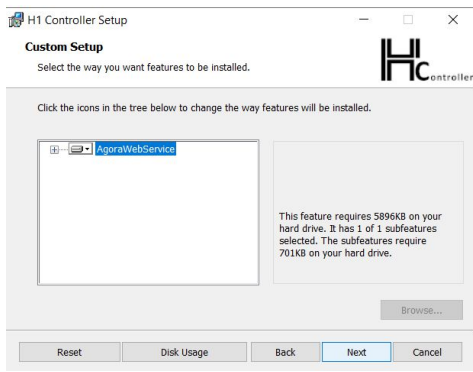 H1 Controller Setup
Custom Setup
Select the way you want features to be installed.
HController
Click the icons in the tree below to change the way features will be installed.
AgoraWebService
This feature requires 5896KB on your
hard drive. It has 1 of 1 subfeatures
selected. The subfeatures require
701KB on your hard drive.
Browse...
Reset
Disk Usage
Back
Next
Cancel